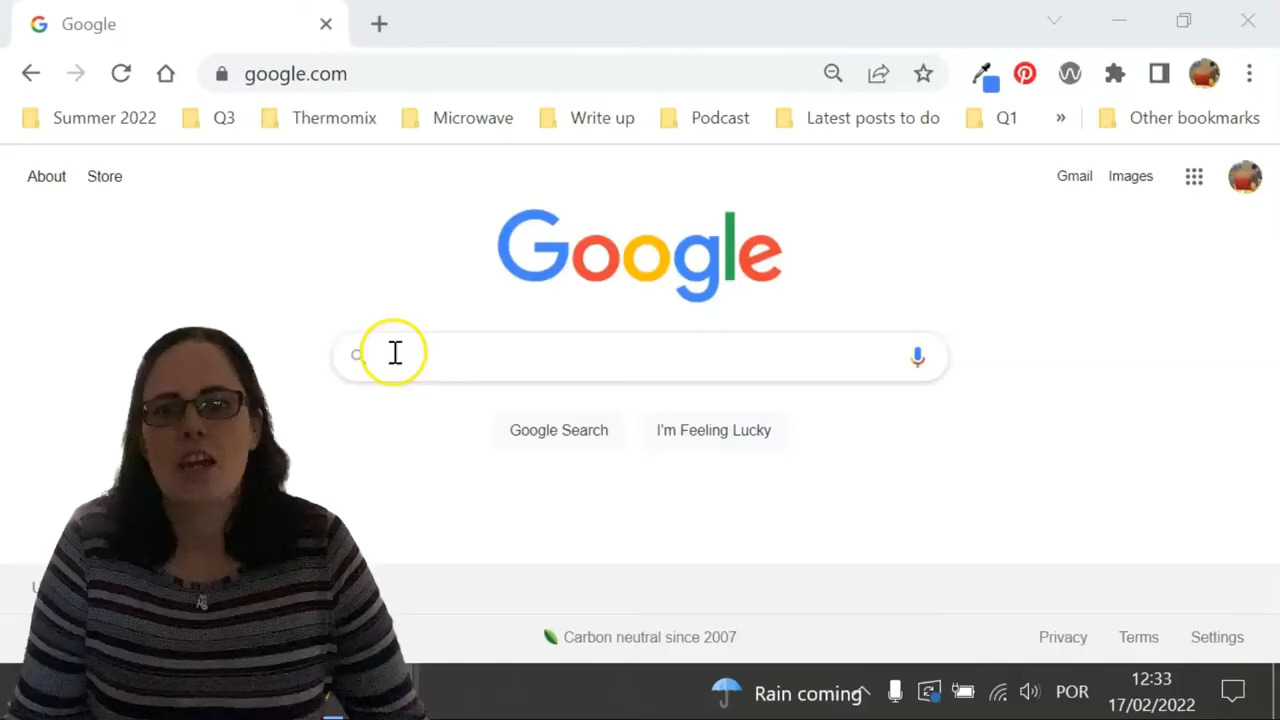 Google
google.com
Summer 2022 Q3 Thermomix Microwave Write up Podcast Latest posts to do Q1 » Other bookmarks
About Store Gmail Images
Google
Google Search I'm Feeling Lucky
Carbon neutral since 2007
Privacy Terms Settings
Rain coming POR 12:33
17/02/2022